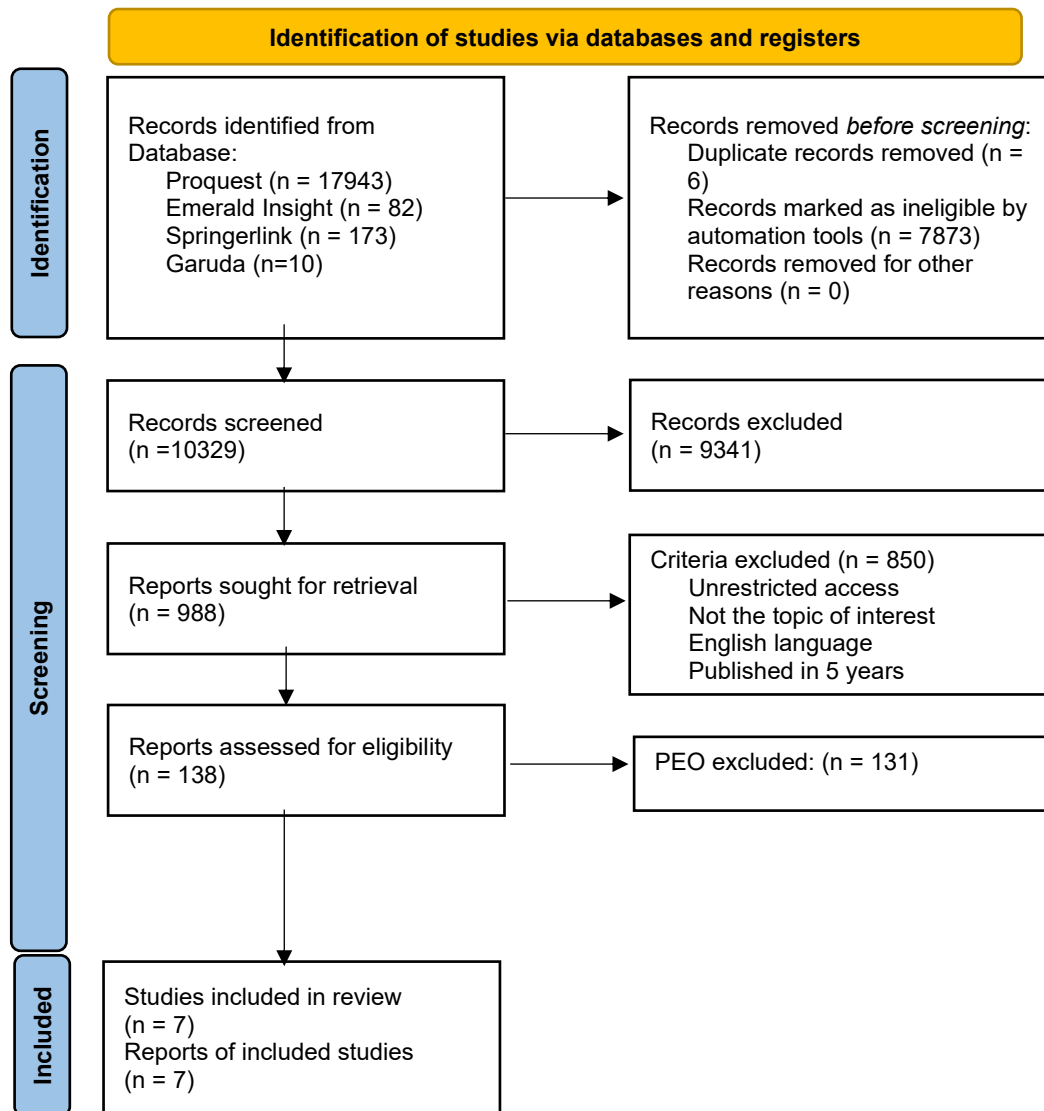 Identification of studies via databases and registers
Identification
Records identified from
Database:
Proquest (n = 17943)
Emerald Insight (n = 82)
Springerlink (n = 173)
Garuda (n=10)
Records removed before screening:
Duplicate records removed (n =
6)
Records marked as ineligible by
automation tools (n = 7873)
Records removed for other
reasons (n = 0)
Screening
Records screened
(n =10329)
Records excluded
(n = 9341)
Reports sought for retrieval
(n = 988)
Criteria excluded (n = 850)
Unrestricted access
Not the topic of interest
English language
Published in 5 years
Reports assessed for eligibility
(n = 138)
PEO excluded: (n = 131)
Included
Studies included in review
(n = 7)
Reports of included studies
(n = 7)